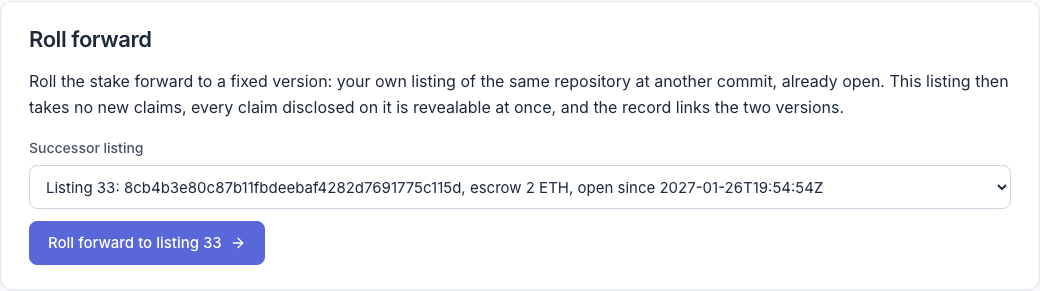 Roll forward
Roll the stake forward to a fixed version: your own listing of the same repository at another commit, already open. This listing then
takes no new claims, every claim disclosed on it is revealable at once, and the record links the two versions.
Successor listing
Listing 33: 8cb4b3e80c87b11fbdeebaf4282d7691775c115d, escrow 2 ETH, open since 2027-01-26T19:54:54Z
Roll forward to listing 33 →